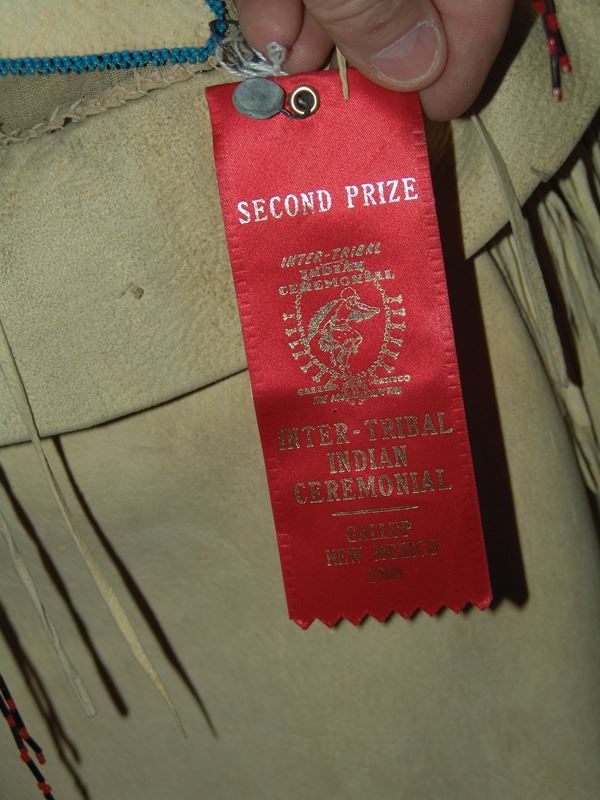 SECOND PRIZE
INTER-TRIBAL
INDIAN
CEREMONIAL
INTER-TRIBAL
INDIAN
CEREMONIAL
GALLUP
NEW MEXICO